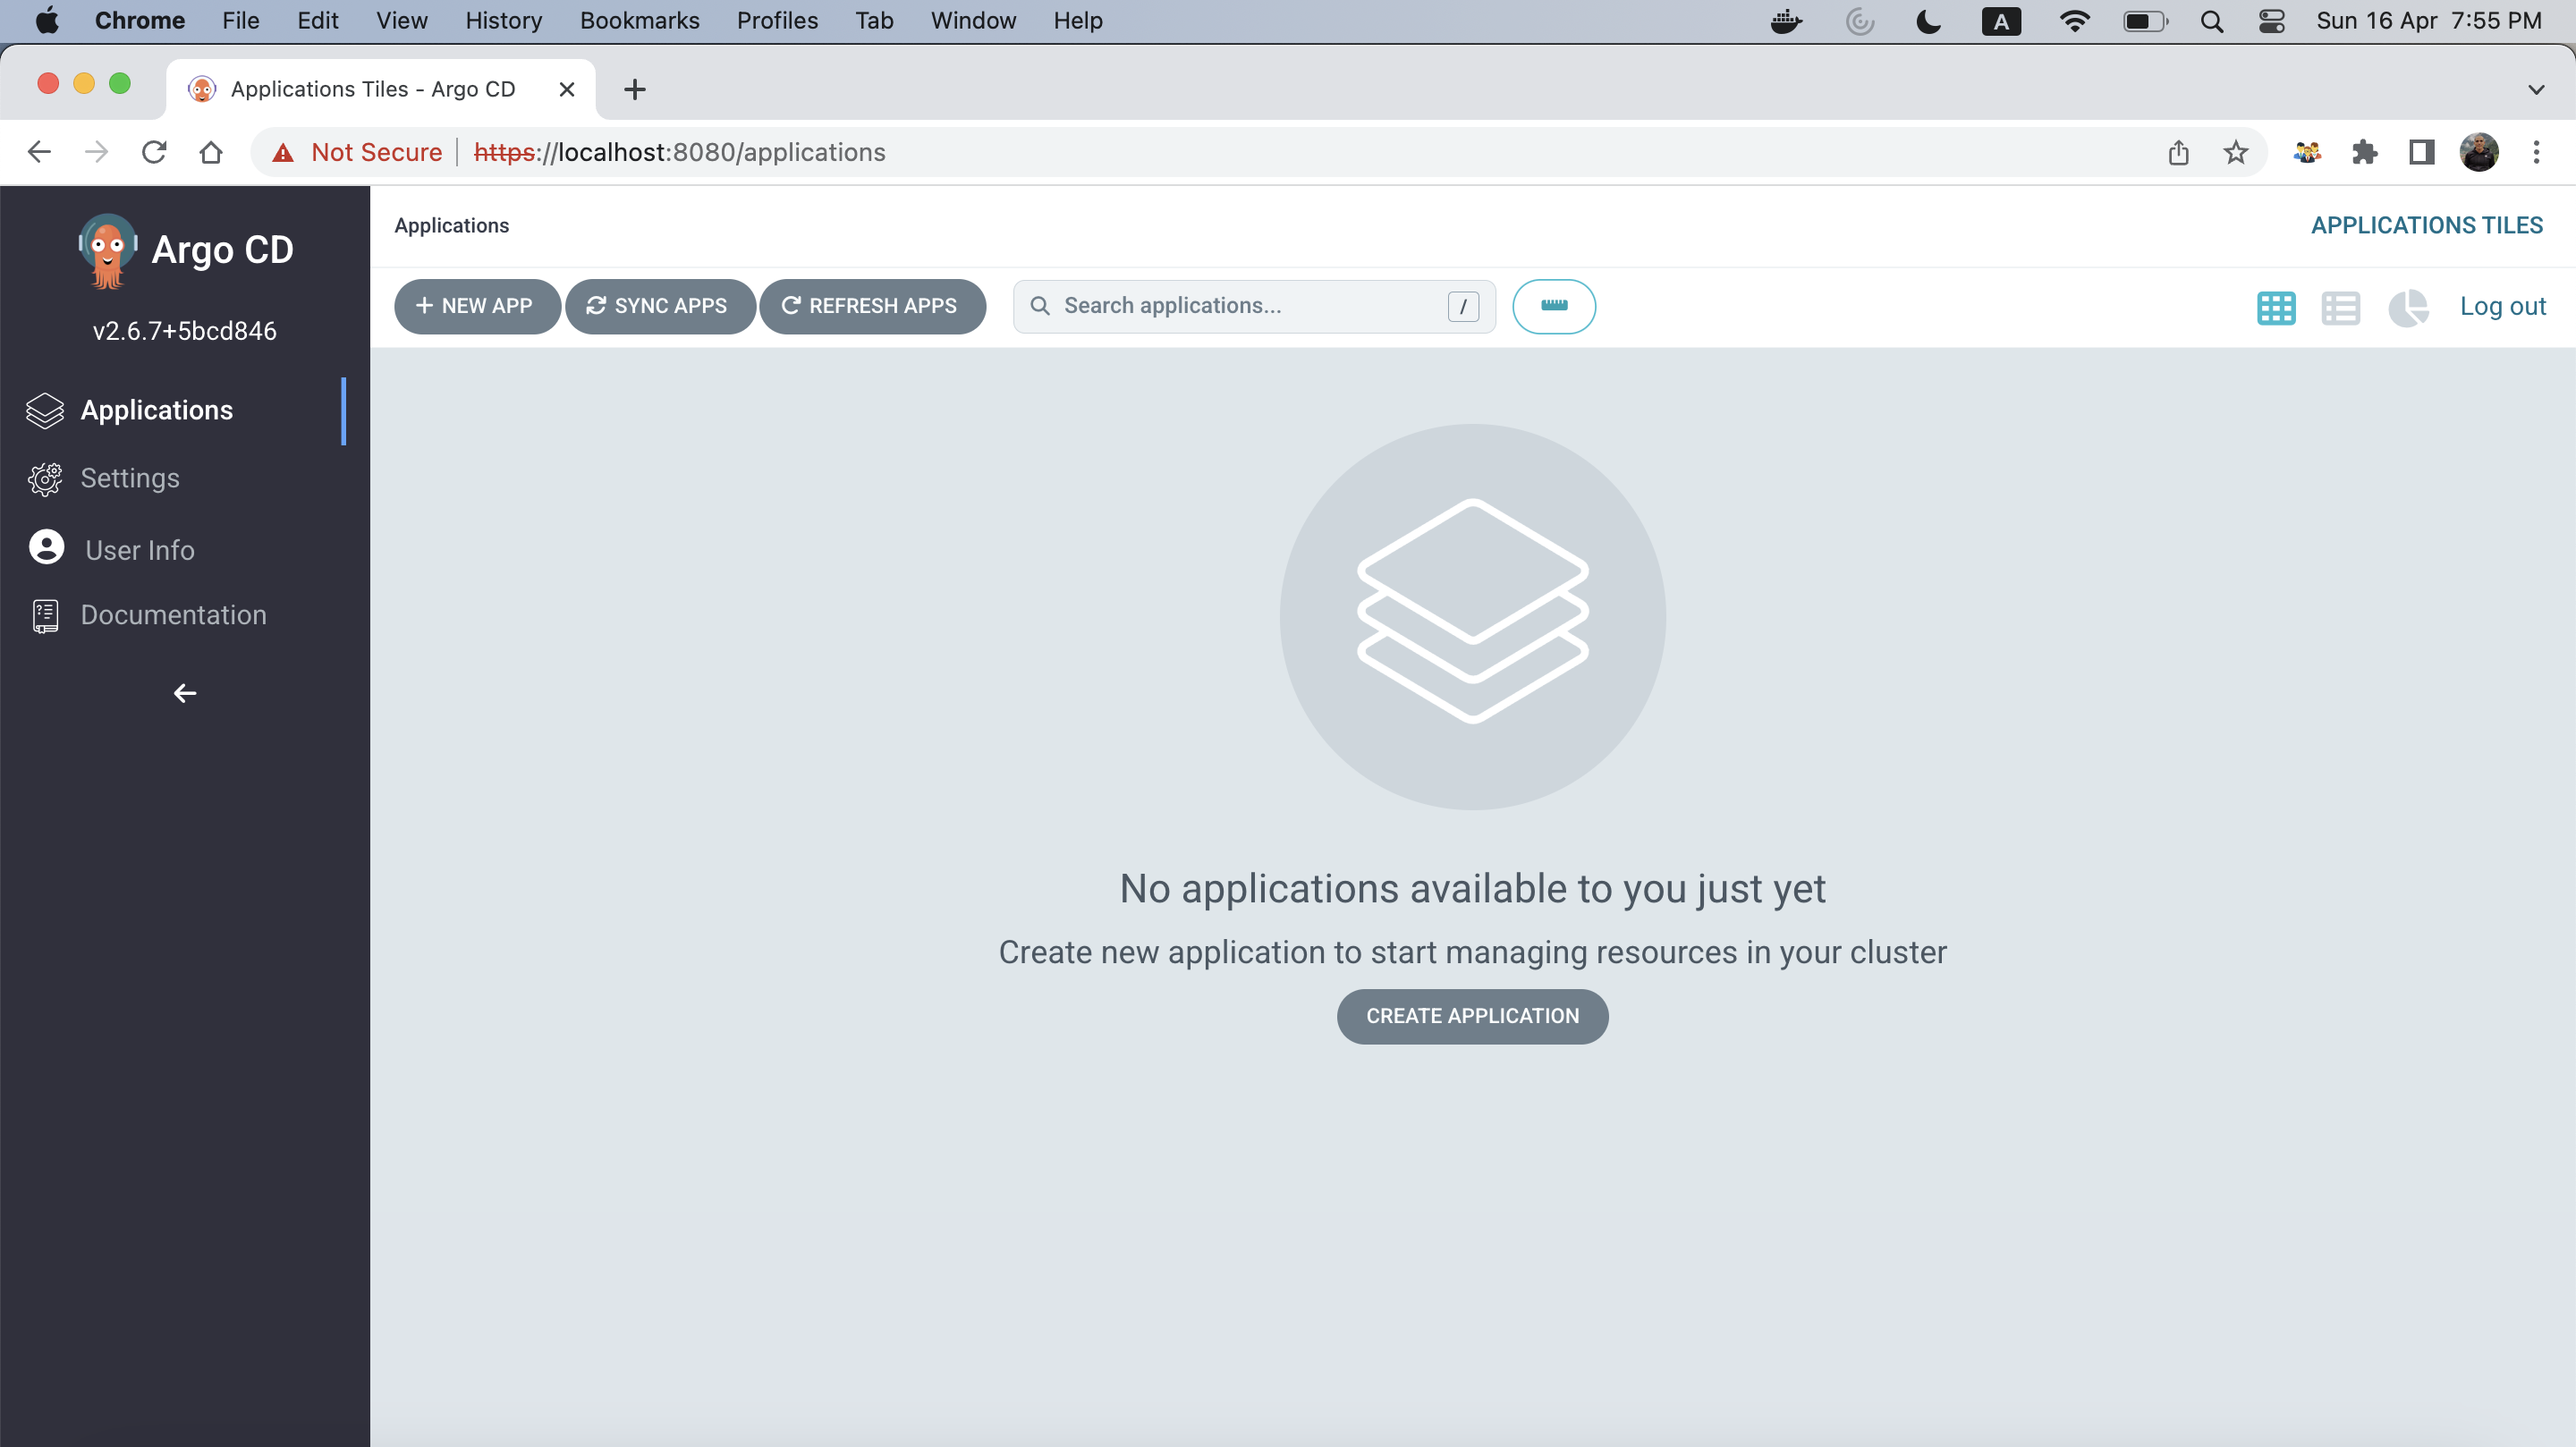 Chrome File Edit View History Bookmarks Profiles Tab Window Help A Sun 16 Apr 7:55 PM
Applications Tiles - Argo CD
Not Secure https://localhost:8080/applications
Argo CD
v2.6.7+5bcd846
Applications
Settings
User Info
Documentation
Applications APPLICATIONS TILES
NEW APP SYNC APPS REFRESH APPS Search applications... / Log out
No applications available to you just yet
Create new application to start managing resources in your cluster
CREATE APPLICATION